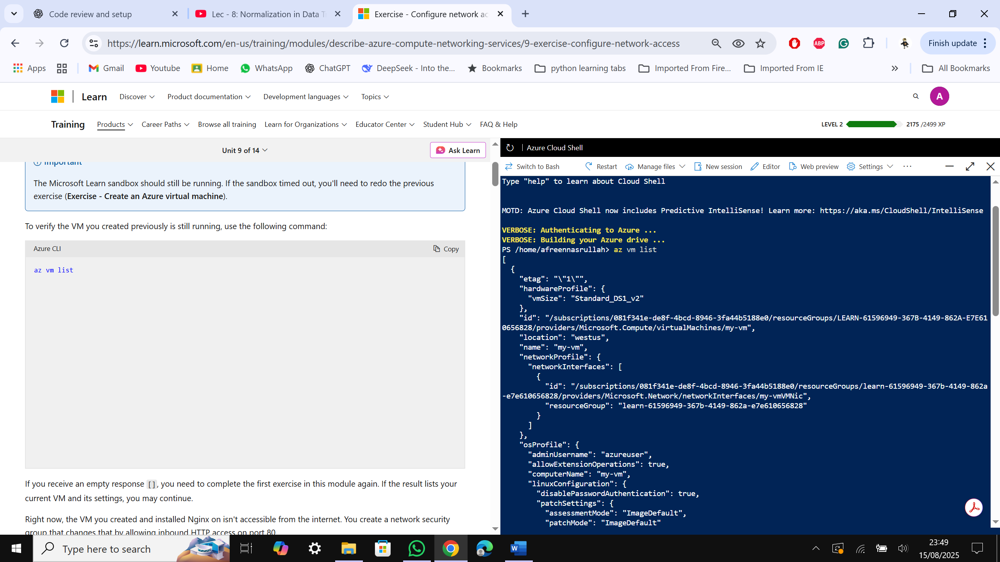 Code review and setup
Lec - 8: Normalization in Data T
Exercise - Configure network ac
https://learn.microsoft.com/en-us/training/modules/describe-azure-compute-networking-services/9-exercise-configure-network-access
ABP
Finish update
Apps
Gmail
Youtube
Home
WhatsApp
ChatGPT
DeepSeek - Into the...
Bookmarks
python learning tabs
Imported From Fire...
Imported From IE
»
All Bookmarks
Learn
Discover
Product documentation
Development languages
Topics
A
Training
Products
Career Paths
Browse all training
Learn for Organizations
Educator Center
Student Hub
FAQ & Help
LEVEL 2
2175 /2499 XP
Unit 9 of 14
Ask Learn
Important
The Microsoft Learn sandbox should still be running. If the sandbox timed out, you'll need to redo the previous
exercise (Exercise - Create an Azure virtual machine).
To verify the VM you created previously is still running, use the following command:
Azure CLI
Copy
az vm list
If you receive an empty response [], you need to complete the first exercise in this module again. If the result lists your
current VM and its settings, you may continue.
Right now, the VM you created and installed Nginx on isn't accessible from the internet. You create a network security
group that changes that by allowing inbound HTTP access on port 80.
Azure Cloud Shell
Switch to Bash
Restart
Manage files
New session
Editor
Web preview
Settings
...
Type "help" to learn about Cloud Shell
MOTD: Azure Cloud Shell now includes Predictive IntelliSense! Learn more: https://aka.ms/CloudShell/IntelliSense
VERBOSE: Authenticating to Azure ...
VERBOSE: Building your Azure drive ...
PS /home/afreennasrullah> az vm list
[
{
"etag": "\"1\"",
"hardwareProfile": {
"vmSize": "Standard_DS1_v2"
},
"id": "/subscriptions/081f341e-de8f-4bcd-8946-3fa44b5188e0/resourceGroups/LEARN-61596949-367B-4149-862A-E7E61
0656828/providers/Microsoft.Compute/virtualMachines/my-vm",
"location": "westus",
"name": "my-vm",
"networkProfile": {
"networkInterfaces": [
{
"id": "/subscriptions/081f341e-de8f-4bcd-8946-3fa44b5188e0/resourceGroups/learn-61596949-367b-4149-862a
-e7e610656828/providers/Microsoft.Network/networkInterfaces/my-vmVMNic",
"resourceGroup": "learn-61596949-367b-4149-862a-e7e610656828"
}
]
},
"osProfile": {
"adminUsername": "azureuser",
"allowExtensionOperations": true,
"computerName": "my-vm",
"linuxConfiguration": {
"disablePasswordAuthentication": true,
"patchSettings": {
"assessmentMode": "ImageDefault",
"patchMode": "ImageDefault"
Type here to search
W
23:49
15/08/2025